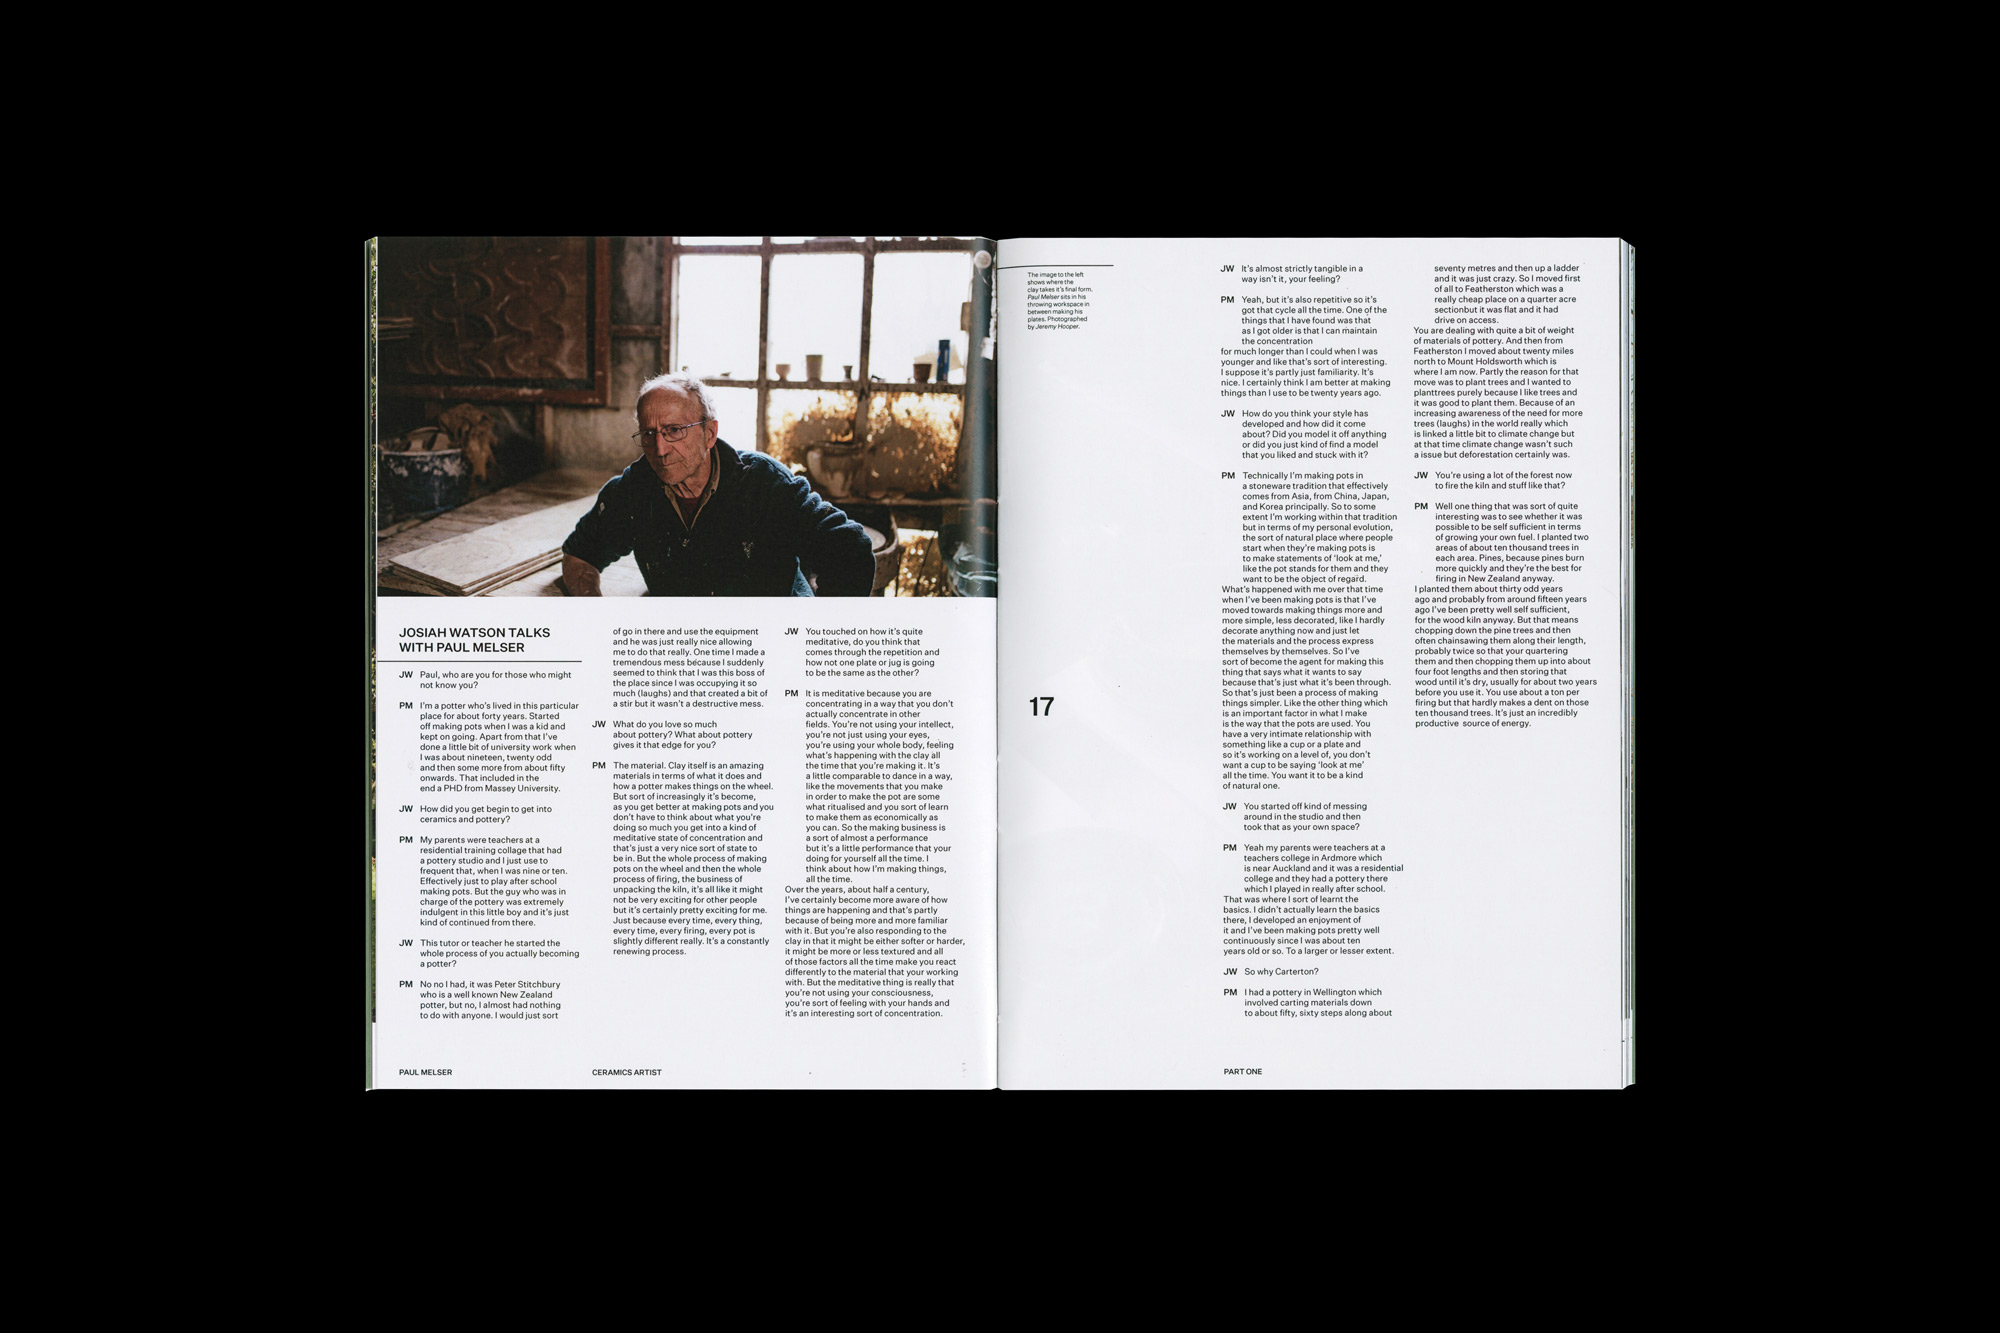 JOSIAH WATSON TALKS
WITH PAUL MELSER
JW Paul, who are you for those who might
not know you?
PM I'm a potter who's lived in this particular
place for about forty years. Started
off making pots when I was a kid and
kept on going. Apart from that I've
done a little bit of university work when
I was about nineteen, twenty odd
and then some more from about fifty
onwards. That included in the
end a PHD from Massey University.
JW How did you get begin to get into
ceramics and pottery?
PM My parents were teachers at a
residential training collage that had
a pottery studio and I just use to
frequent that, when I was nine or ten.
Effectively just to play after school
making pots. But the guy who was in
charge of the pottery was extremely
indulgent in this little boy and it's just
kind of continued from there.
JW This tutor or teacher he started the
whole process of you actually becoming
a potter?
PM No no I had, it was Peter Stitchbury
who is a well known New Zealand
potter, but no, I almost had nothing
to do with anyone. I would just sort
of go in there and use the equipment
and he was just really nice allowing
me to do that really. One time I made a
tremendous mess because I suddenly
seemed to think that I was this boss of
the place since I was occupying it so
much (laughs) and that created a bit of
a stir but it wasn't a destructive mess.
JW What do you love so much
about pottery? What about pottery
gives it that edge for you?
PM The material. Clay itself is an amazing
materials in terms of what it does and
how a potter makes things on the wheel.
But sort of increasingly it's become,
as you get better at making pots and you
don't have to think about what you're
doing so much you get into a kind of
meditative state of concentration and
that's just a very nice sort of state to
be in. But the whole process of making
pots on the wheel and then the whole
process of firing, the business of
unpacking the kiln, it's all like it might
not be very exciting for other people
but it's certainly pretty exciting for me.
Just because every time, every thing,
every time, every firing, every pot is
slightly different really. It's a constantly
renewing process.
JW You touched on how it's quite
meditative, do you think that
comes through the repetition and
how not one plate or jug is going
to be the same as the other?
PM It is meditative because you are
concentrating in a way that you don't
actually concentrate in other
fields. You're not using your intellect,
you're not just using your eyes,
you're using your whole body, feeling
what's happening with the clay all
the time that you're making it. It's
a little comparable to dance in a way,
like the movements that you make
in order to make the pot are some
what ritualised and you sort of learn
to make them as economically as
you can. So the making business is
a sort of almost a performance
but it's a little performance that your
doing for yourself all the time. I
think about how I'm making things,
all the time.
Over the years, about half a century,
I've certainly become more aware of how
things are happening and that's partly
because of being more and more familiar
with it. But you're also responding to the
clay in that it might be either softer or harder,
it might be more or less textured and all
of those factors all the time make you react
differently to the material that your working
with. But the meditative thing is really that
you're not using your consciousness,
you're sort of feeling with your hands and
it's an interesting sort of concentration.
PAUL MELSER
CERAMICS ARTIST
The image to the left
shows where the
clay takes it's final form.
Paul Melser sits in his
throwing workspace in
between making his
plates. Photographed
by Jeremy Hooper.
17
JW It's almost strictly tangible in a
way isn't it, your feeling?
PM Yeah, but it's also repetitive so it's
got that cycle all the time. One of the
things that I have found was that
as I got older is that I can maintain
the concentration
for much longer than I could when I was
younger and like that's sort of interesting.
I suppose it's partly just familiarity. It's
nice. I certainly think I am better at making
things than I use to be twenty years ago.
JW How do you think your style has
developed and how did it come
about? Did you model it off anything
or did you just kind of find a model
that you liked and stuck with it?
PM Technically I'm making pots in
a stoneware tradition that effectively
comes from Asia, from China, Japan,
and Korea principally. So to some
extent I'm working within that tradition
but in terms of my personal evolution,
the sort of natural place where people
start when they're making pots is
to make statements of 'look at me,'
like the pot stands for them and they
want to be the object of regard.
What's happened with me over that time
when I've been making pots is that I've
moved towards making things more and
more simple, less decorated, like I hardly
decorate anything now and just let
the materials and the process express
themselves by themselves. So I've
sort of become the agent for making this
thing that says what it wants to say
because that's just what it's been through.
So that's just been a process of making
things simpler. Like the other thing which
is an important factor in what I make
is the way that the pots are used. You
have a very intimate relationship with
something like a cup or a plate and
so it's working on a level of, you don't
want a cup to be saying 'look at me'
all the time. You want it to be a kind
of natural one.
JW You started off kind of messing
around in the studio and then
took that as your own space?
PM Yeah my parents were teachers at a
teachers college in Ardmore which
is near Auckland and it was a residential
college and they had a pottery there
which I played in really after school.
That was where I sort of learnt the
basics. I didn't actually learn the basics
there, I developed an enjoyment of
it and I've been making pots pretty well
continuously since I was about ten
years old or so. To a larger or lesser extent.
JW So why Carterton?
PM I had a pottery in Wellington which
involved carting materials down
to about fifty, sixty steps along about
seventy metres and then up a ladder
and it was just crazy. So I moved first
of all to Featherston which was a
really cheap place on a quarter acre
sectionbut it was flat and it had
drive on access.
You are dealing with quite a bit of weight
of materials of pottery. And then from
Featherston I moved about twenty miles
north to Mount Holdsworth which is
where I am now. Partly the reason for that
move was to plant trees and I wanted to
planttrees purely because I like trees and
it was good to plant them. Because of an
increasing awareness of the need for more
trees (laughs) in the world really which
is linked a little bit to climate change but
at that time climate change wasn't such
a issue but deforestation certainly was.
JW You're using a lot of the forest now
to fire the kiln and stuff like that?
PM Well one thing that was sort of quite
interesting was to see whether it was
possible to be self sufficient in terms
of growing your own fuel. I planted two
areas of about ten thousand trees in
each area. Pines, because pines burn
more quickly and they're the best for
firing in New Zealand anyway.
I planted them about thirty odd years
ago and probably from around fifteen years
ago I've been pretty well self sufficient,
for the wood kiln anyway. But that means
chopping down the pine trees and then
often chainsawing them along their length,
probably twice so that your quartering
them and then chopping them up into about
four foot lengths and then storing that
wood until it's dry, usually for about two years
before you use it. You use about a ton per
firing but that hardly makes a dent on those
ten thousand trees. It's just an incredibly
productive source of energy.
PART ONE